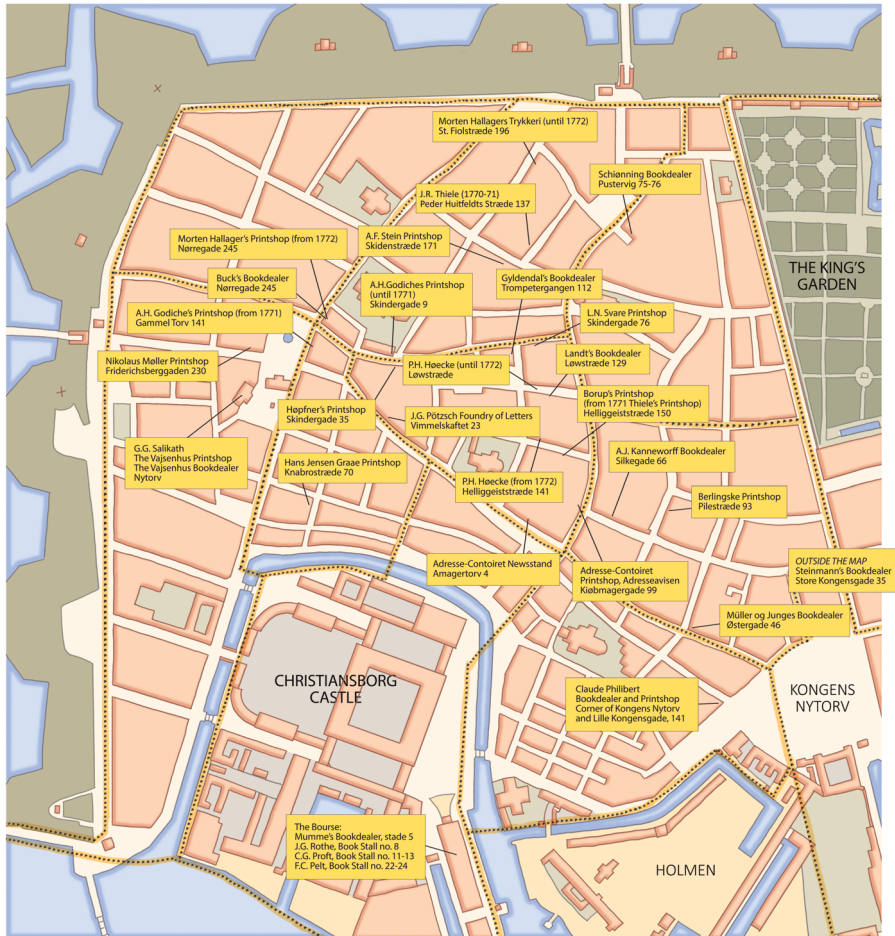 Morten Hallagers Trykkeri (until 1772)
St. Fiolstræde 196
Schiønning Bookdealer
Pustervig 75-76
J.R. Thiele (1770-71)
Peder Huitfeldts Stræde 137
Morten Hallager's Printshop (from 1772)
Nørregade 245
A.F. Stein Printshop
Skidenstræde 171
THE KING'S
GARDEN
Buck's Bookdealer
Nørregade 245
A.H.Godiches Printshop
(until 1771)
Skindergade 9
Gyldendal's Bookdealer
Trompetergangen 112
A.H. Godiche's Printshop (from 1771)
Gammel Torv 141
L.N. Svare Printshop
Skindergade 76
Nikolaus Møller Printshop
Friderichsberggaden 230
P.H. Høecke (until 1772)
Løwstræde
Landt's Bookdealer
Løwstræde 129
Borup's Printshop
(from 1771 Thiele's Printshop)
Helliggeiststræde 150
Høpfner's Printshop
Skindergade 35
J.G. Pötzsch Foundry of Letters
Vimmelskaftet 23
G.G. Salikath
The Vajsenhus Printshop
The Vajsenhus Bookdealer
Nytorv
Hans Jensen Graae Printshop
Knabrostræde 70
P.H. Høecke (from 1772)
Helliggeiststræde 141
A.J. Kanneworff Bookdealer
Silkegade 66
Berlingske Printshop
Pilestræde 93
Adresse-Contoiret Newsstand
Amagertorv 4
Adresse-Contoiret
Printshop, Adresseavisen
Kiøbmagergade 99
OUTSIDE THE MAP
Steinmann's Bookdealer
Store Kongensgade 35
Müller og Junges Bookdealer
Østergade 46
CHRISTIANSBORG
CASTLE
Claude Philibert
Bookdealer and Printshop
Corner of Kongens Nytorv
and Lille Kongensgade, 141
KONGENS
NYTORV
The Bourse:
Mumme's Bookdealer, stade 5
J.G. Rothe, Book Stall no. 8
C.G. Proft, Book Stall no. 11-13
F.C. Pelt, Book Stall no. 22-24
HOLMEN